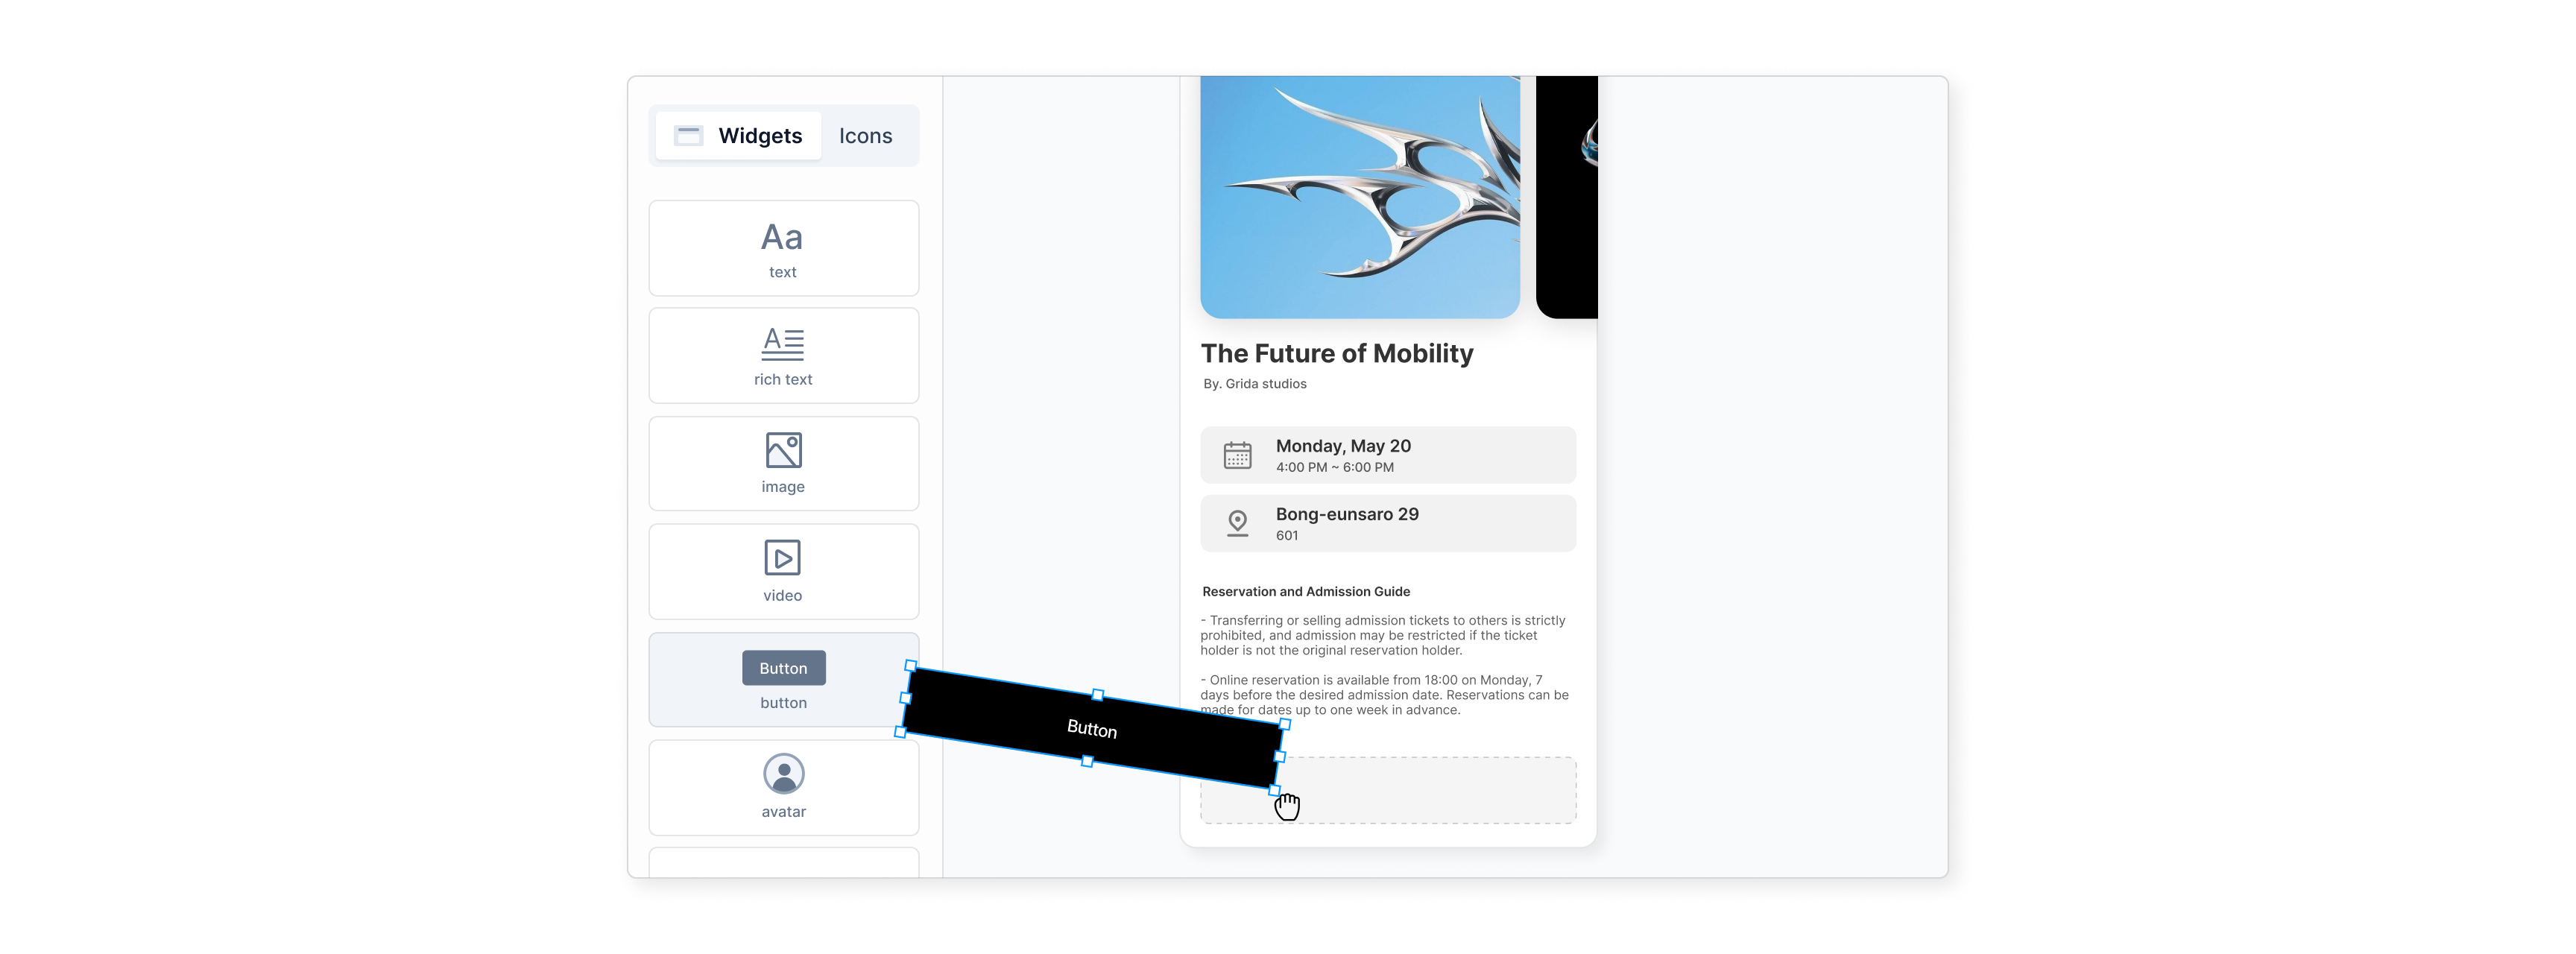 Widgets
Icons
Aa
text
A
rich text
image
video
Button
button
avatar
The Future of Mobility
By. Grida studios
Monday, May 20
4:00 PM ~ 6:00 PM
Bong-eunsaro 29
601
Reservation and Admission Guide
- Transferring or selling admission tickets to others is strictly
prohibited, and admission may be restricted if the ticket
holder is not the original reservation holder.
- Online reservation is available from 18:00 on Monday, 7
days before the desired admission date. Reservations can be
made for dates up to one week in advance.
Button